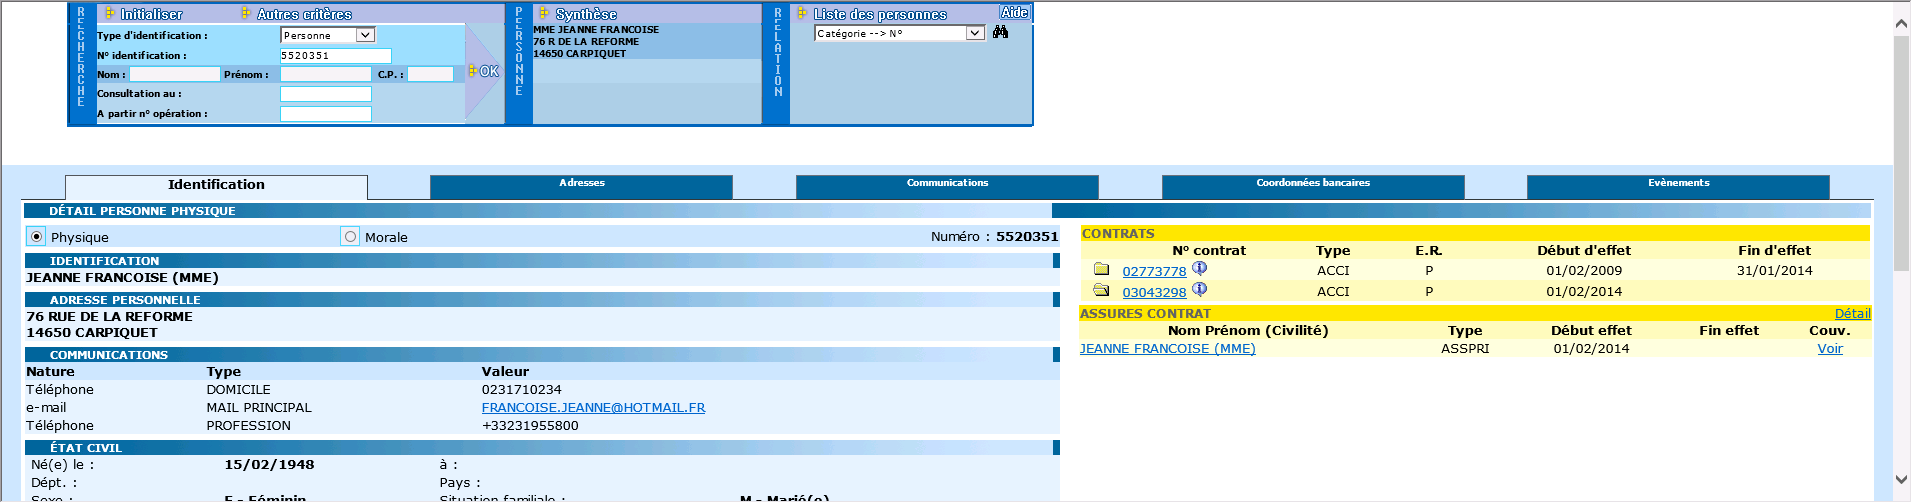 RECHERCHE
Initialiser
Autres critères
Type d'identification :
Personne
N° identification :
5520351
Nom :
Prénom :
C.P. :
Consultation au :
A partir n° opération :
OK
PERSONNE
Synthèse
MME JEANNE FRANCOISE
76 R DE LA REFORME
14650 CARPIQUET
RELATION
Liste des personnes
Aide
Catégorie --> N°
Identification
Adresses
Communications
Coordonnées bancaires
Evènements
DÉTAIL PERSONNE PHYSIQUE
Physique
Morale
Numéro : 5520351
IDENTIFICATION
JEANNE FRANCOISE (MME)
ADRESSE PERSONNELLE
76 RUE DE LA REFORME
14650 CARPIQUET
COMMUNICATIONS
Nature Type Valeur
Téléphone DOMICILE 0231710234
e-mail MAIL PRINCIPAL FRANCOISE.JEANNE@HOTMAIL.FR
Téléphone PROFESSION +33231955800
ÉTAT CIVIL
Né(e) le : 15/02/1948 à :
Dépt. : Pays :
Sexe : F - Féminin Situation familiale : M - Marié(e)
CONTRATS
N° contrat Type E.R. Début d'effet Fin d'effet
02773778 ACCI P 01/02/2009 31/01/2014
03043298 ACCI P 01/02/2014
ASSURES CONTRAT Détail
Nom Prénom (Civilité) Type Début effet Fin effet Couv.
JEANNE FRANCOISE (MME) ASSPRI 01/02/2014 Voir